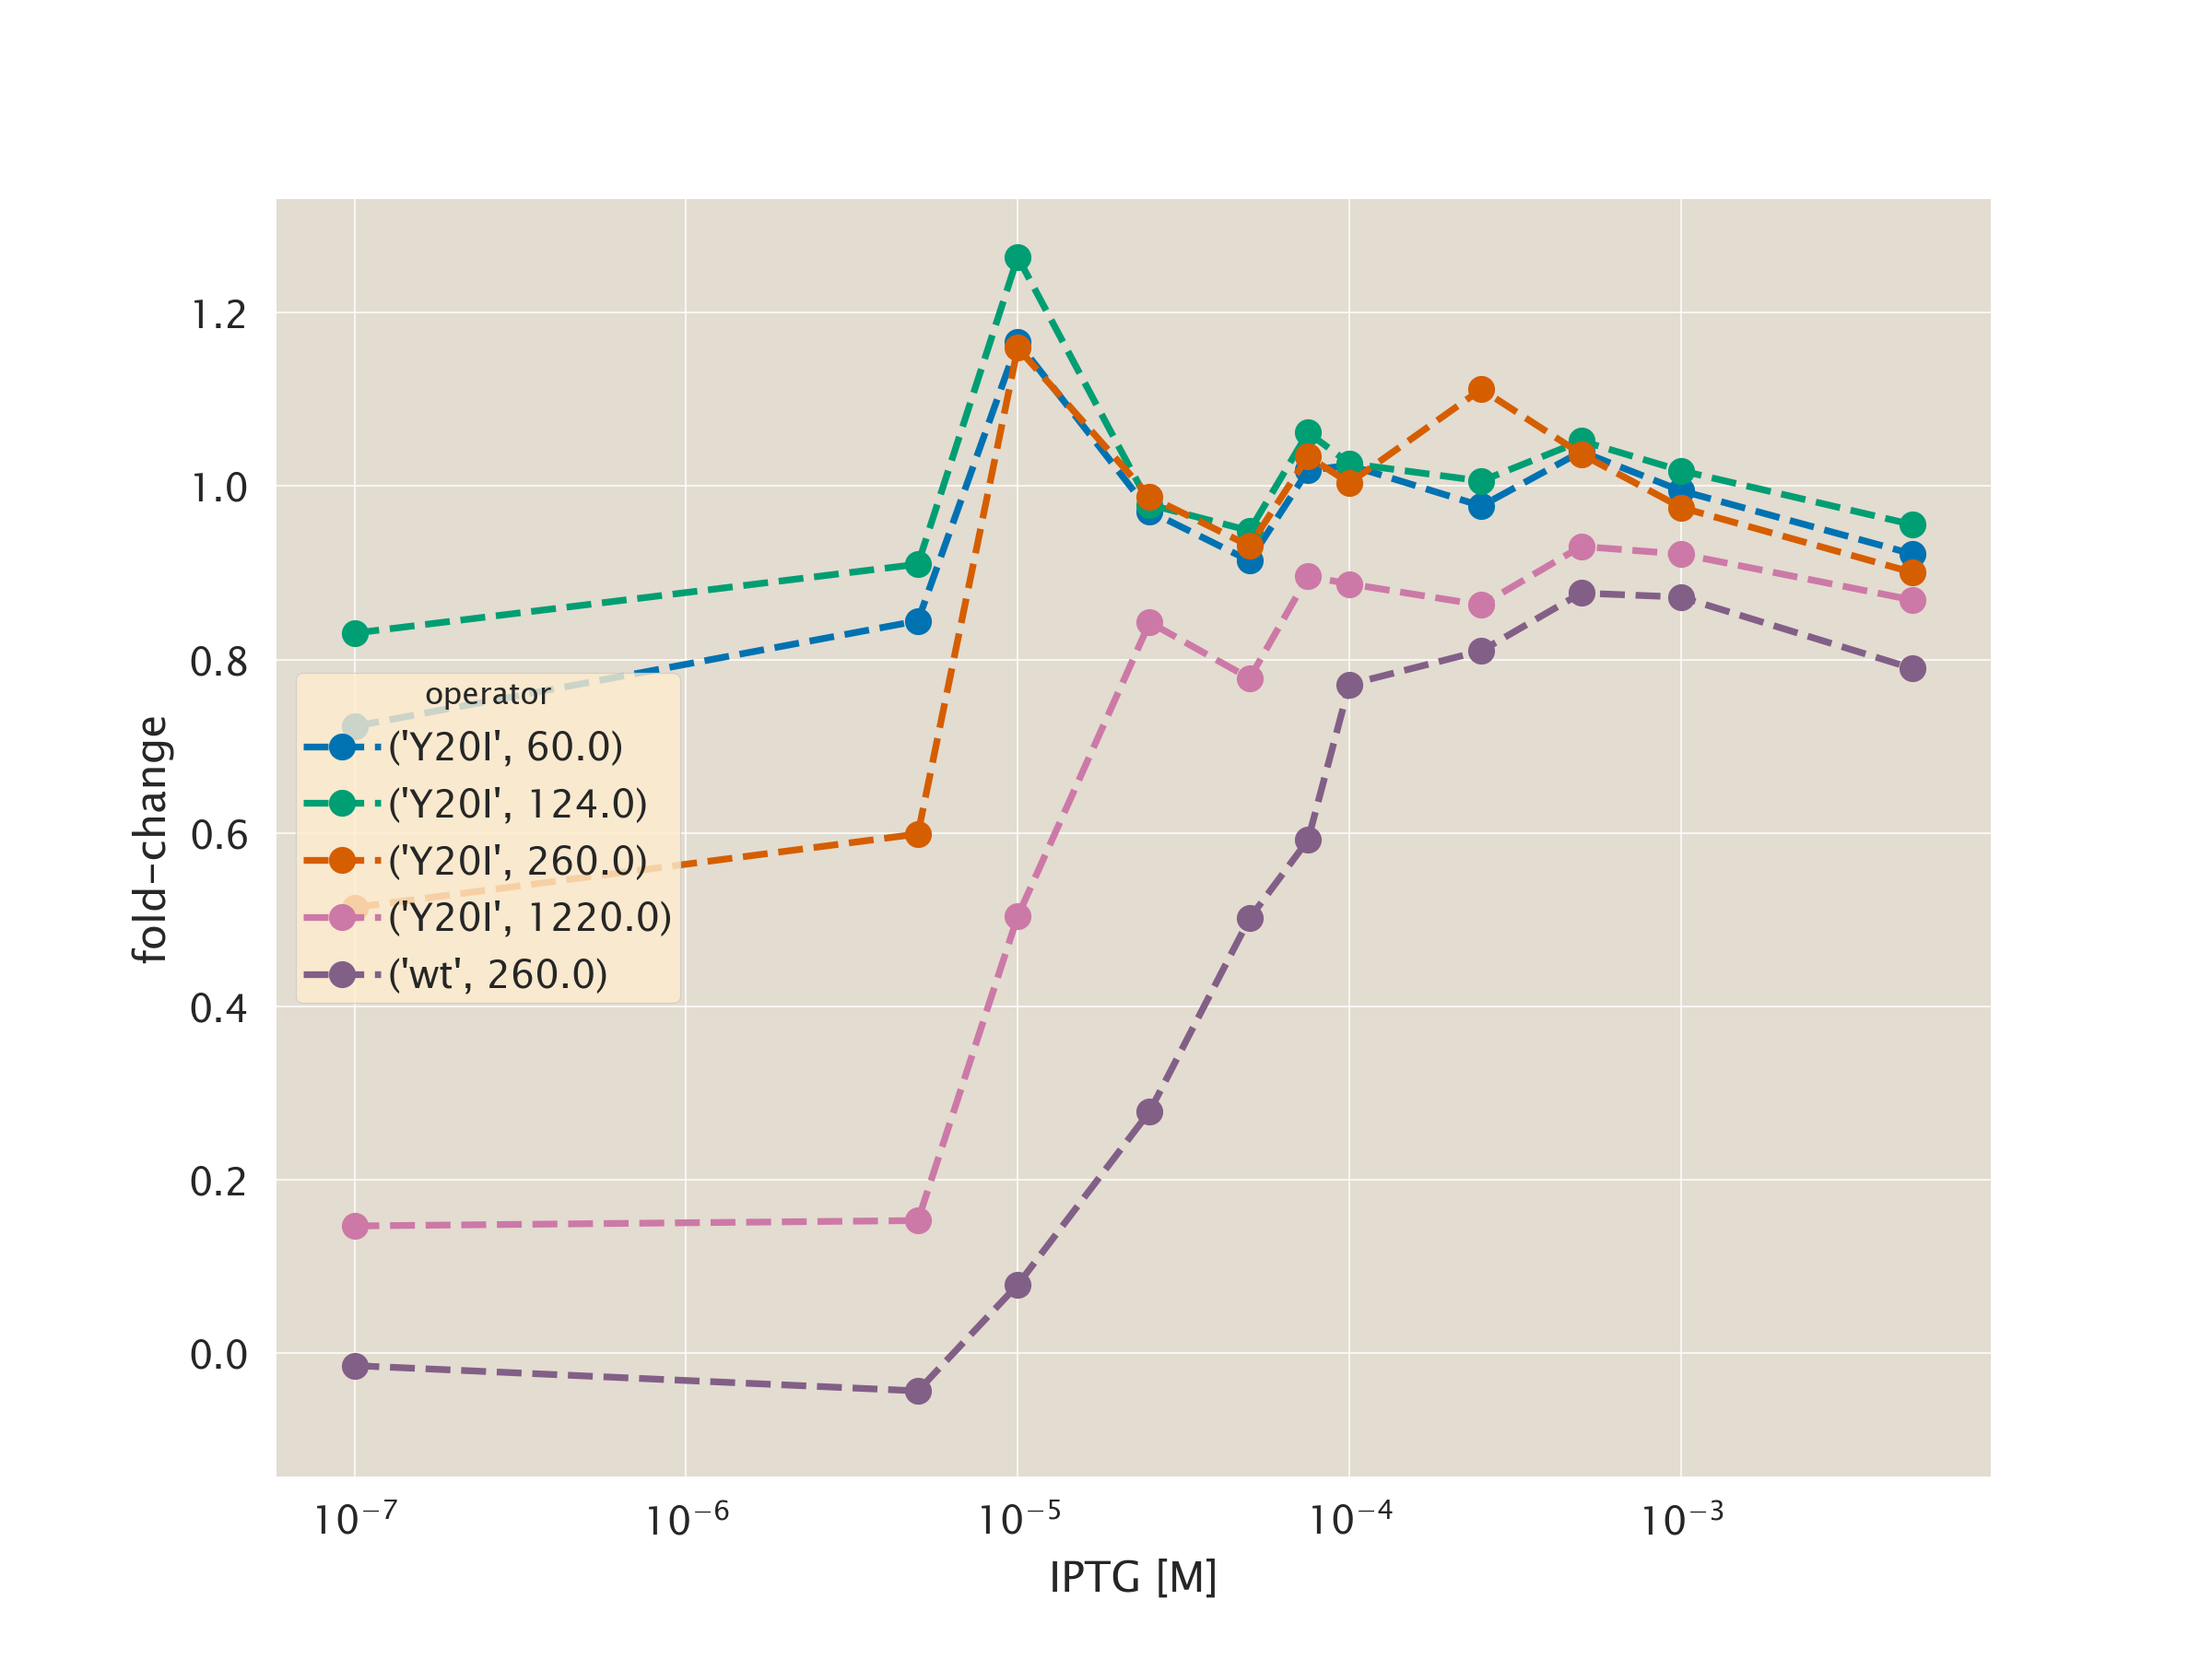 fold-change
1.2
1.0
0.8
0.6
0.4
0.2
0.0
operator
('Y20I', 60.0)
('Y20I', 124.0)
('Y20I', 260.0)
('Y20I', 1220.0)
('wt', 260.0)
10⁻⁷ 10⁻⁶ 10⁻⁵ 10⁻⁴ 10⁻³
IPTG [M]